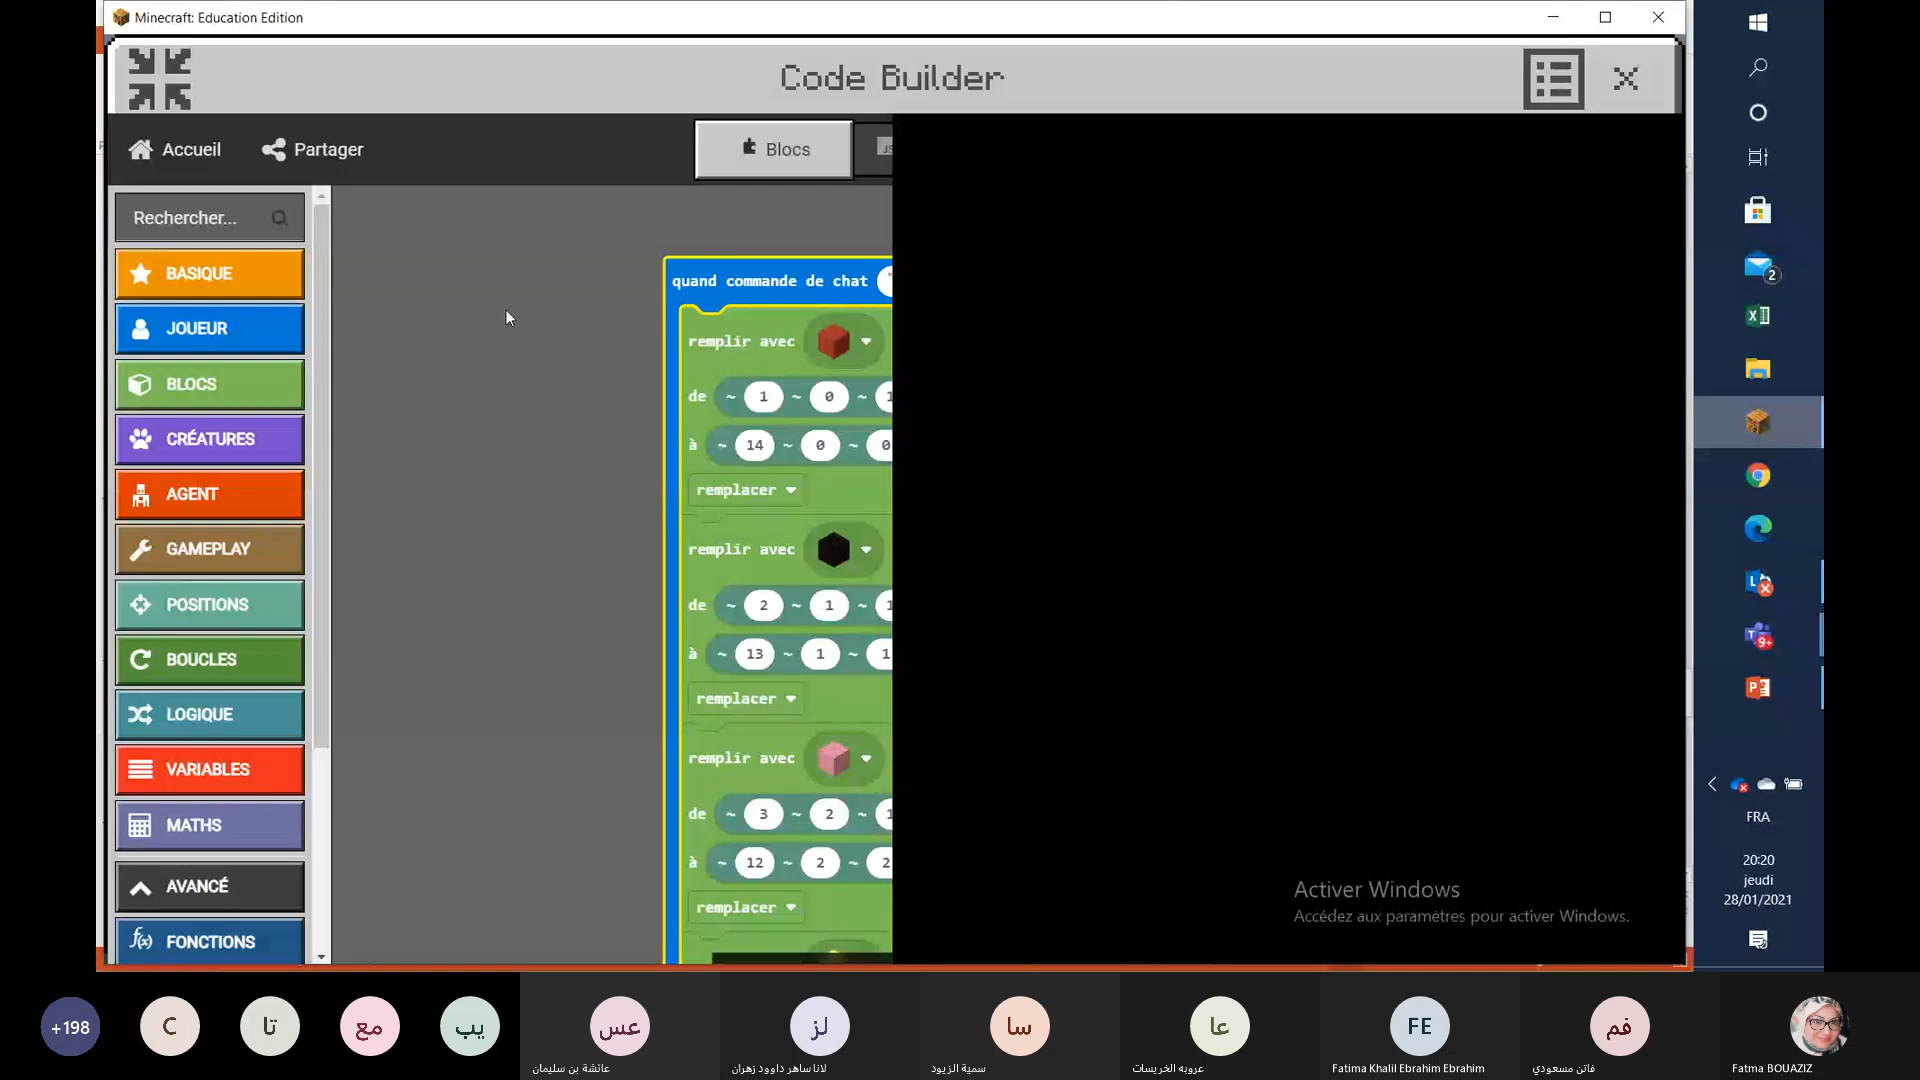 Minecraft: Education Edition
Code Builder
Accueil
Partager
Blocs
Rechercher...
BASIQUE
JOUEUR
BLOCS
CRÉATURES
AGENT
GAMEPLAY
POSITIONS
BOUCLES
LOGIQUE
VARIABLES
MATHS
AVANCÉ
FONCTIONS
quand commande de chat
remplir avec
de ~ 1 ~ 0 ~ 1
à ~ 14 ~ 0 ~ 0
remplacer
remplir avec
de ~ 2 ~ 1 ~ 1
à ~ 13 ~ 1 ~ 1
remplacer
remplir avec
de ~ 3 ~ 2 ~ 1
à ~ 12 ~ 2 ~ 2
remplacer
Activer Windows
Accédez aux paramètres pour activer Windows.
2
9+
FRA
20:20
jeudi
28/01/2021
+198
C
تا
مع
يب
عس
عائشة بن سليمان
لز
لانا ساهر داوود زهران
سا
سمية الزيود
عا
عروبه الخريسات
FE
Fatima Khalil Ebrahim Ebrahim
فم
فاتن مسعودي
Fatma BOUAZIZ